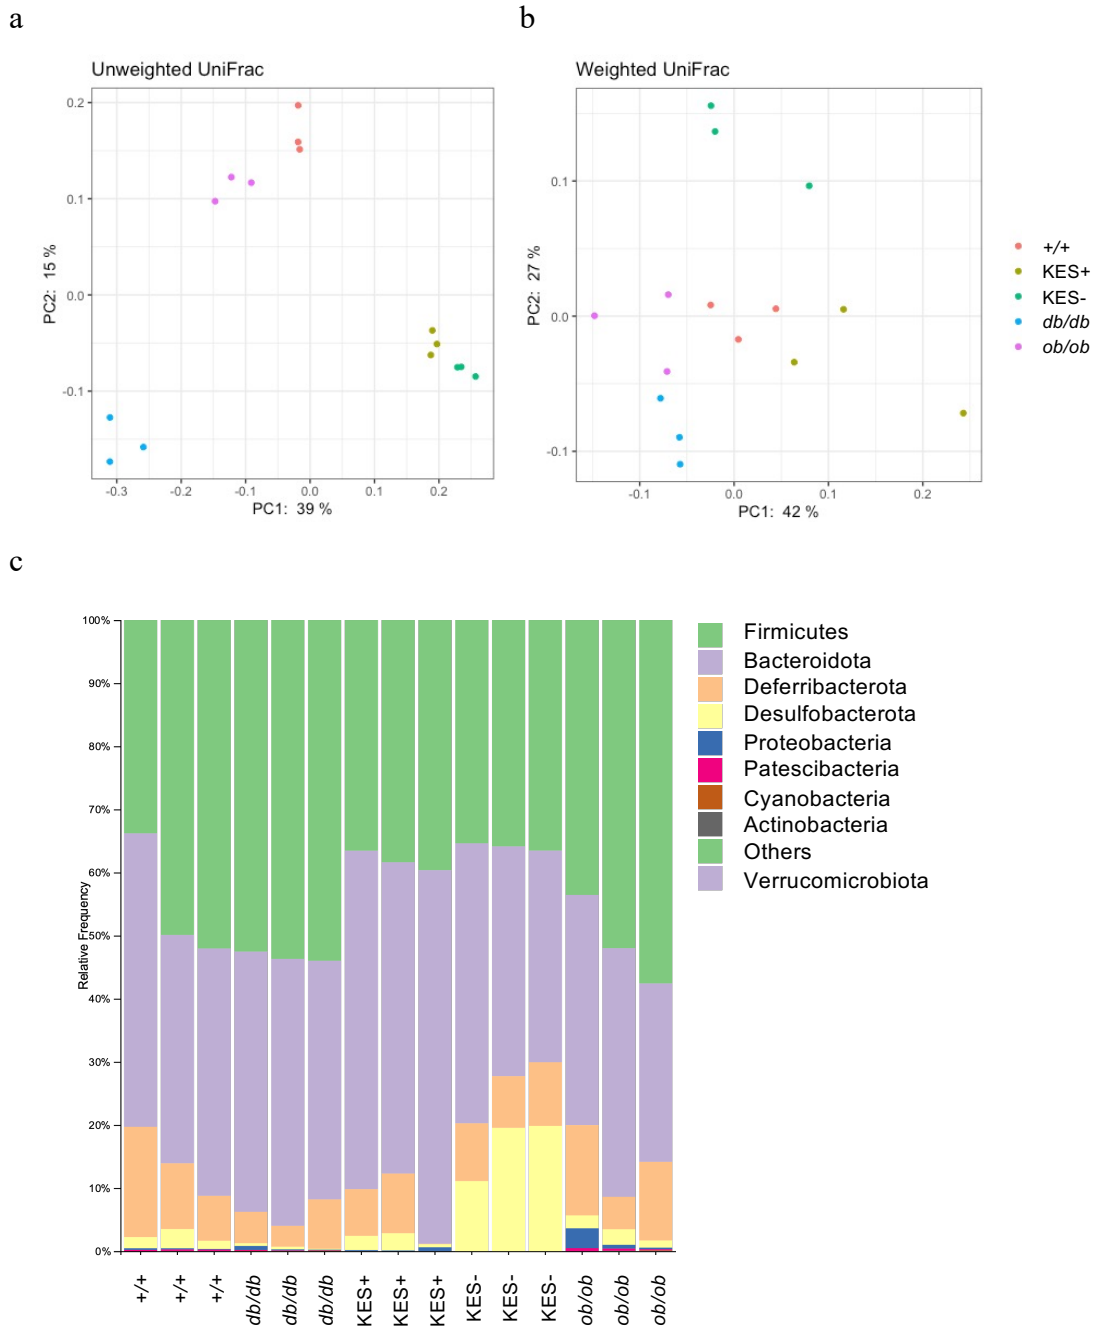 a
b
Unweighted UniFrac
Weighted UniFrac
0.2
0.1
0.0
-0.1
PC2: 15 %
-0.3
-0.2
-0.1
0.0
0.1
0.2
PC1: 39 %
0.1
0.0
-0.1
PC2: 27 %
-0.1
0.0
0.1
0.2
PC1: 42 %
+/+
KES+
KES-
db/db
ob/ob
c
100%
90%
80%
70%
60%
50%
40%
30%
20%
10%
0%
Relative Frequency
Firmicutes
Bacteroidota
Deferribacterota
Desulfobacterota
Proteobacteria
Patescibacteria
Cyanobacteria
Actinobacteria
Others
Verrucomicrobiota
+/+
+/+
+/+
db/db
db/db
db/db
KES+
KES+
KES+
KES-
KES-
KES-
ob/ob
ob/ob
ob/ob